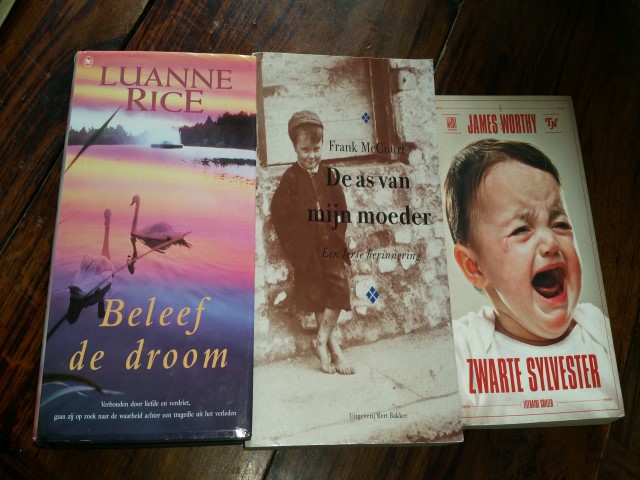 LUANNE
RICE
Beleef
de droom
Verbonden door liefde en verdriet,
gaan zij op zoek naar de waarheid achter een tragedie uit het verleden
Frank McCourt
De as van
mijn moeder
Een Ierse herinnering
Uitgeverij Bert Bakker
JAMES WORTHY
ZWARTE SYLVESTER